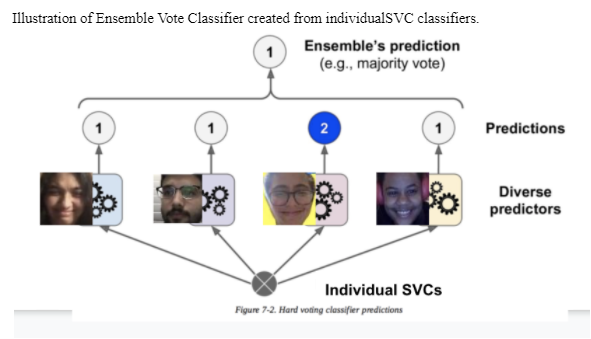 Illustration of Ensemble Vote Classifier created from individualSVC classifiers.
1
Ensemble's prediction
(e.g., majority vote)
1
1
2
1
Predictions
Diverse
predictors
Individual SVCs
Figure 7-2. Hard voting classifier predictions